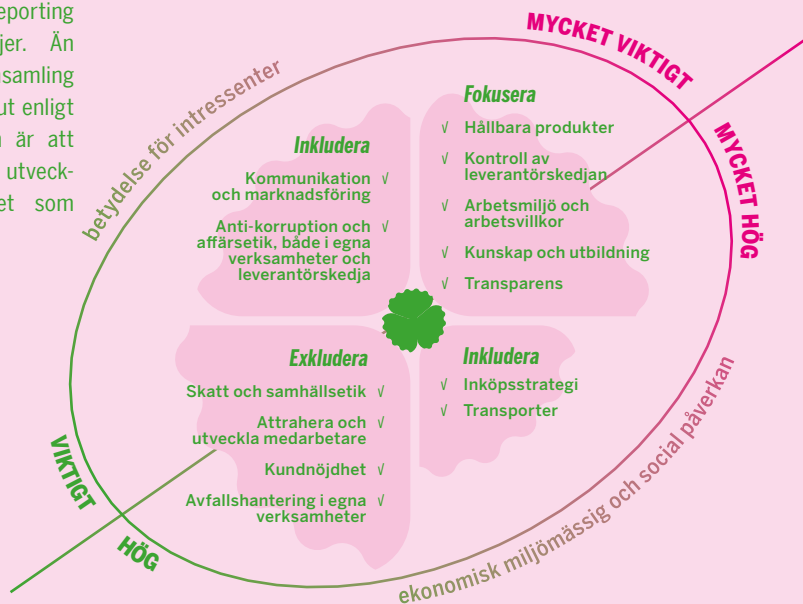 eporting
jer. Än
samling
ut enligt
är att
utveck-
et som
betydelse för intressenter
MYCKET VIKTIGT
MYCKET HÖG
Inkludera
Kommunikation √
och marknadsföring
Anti-korruption och √
affärsetik, både i egna
verksamheter och
leverantörskedja
Fokusera
√ Hållbara produkter
√ Kontroll av
leverantörskedjan
√ Arbetsmiljö och
arbetsvillkor
√ Kunskap och utbildning
√ Transparens
Exkludera
Skatt och samhällsetik √
Attrahera och √
utveckla medarbetare
Kundnöjdhet √
Avfallshantering i egna √
verksamheter
Inkludera
√ Inköpsstrategi
√ Transporter
VIKTIGT
HÖG
ekonomisk miljömässig och social påverkan